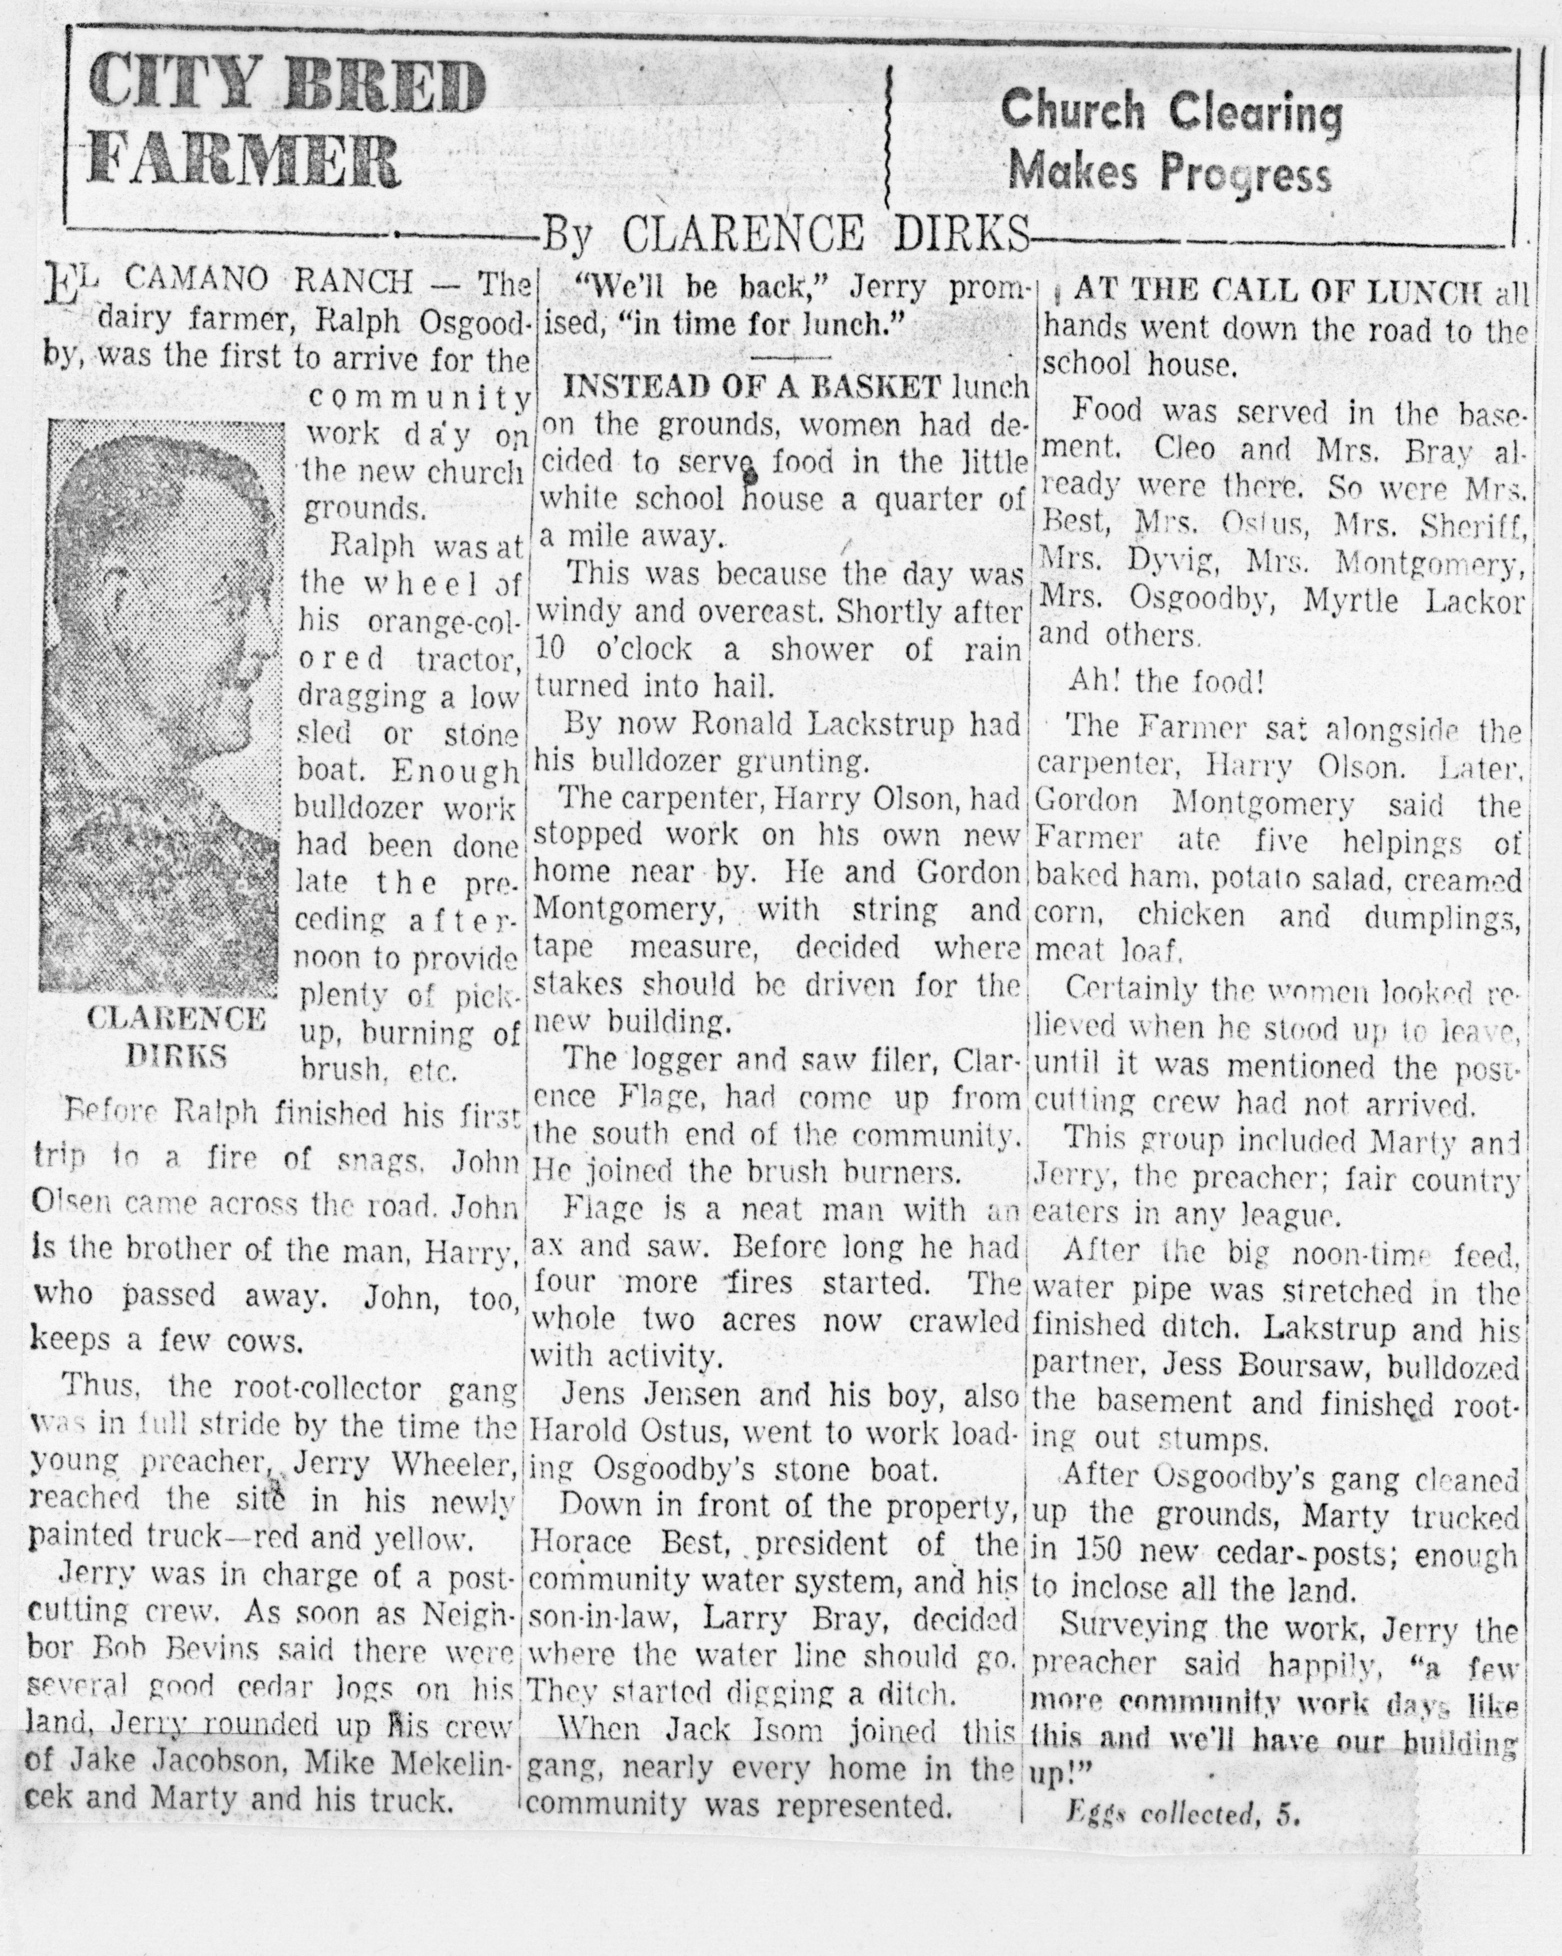 CITY BRED
FARMER
Church Clearing
Makes Progress
By CLARENCE DIRKS
EL CAMANO RANCH — The
dairy farmer, Ralph Osgood-
by, was the first to arrive for the
community
work day on
the new church
grounds.
Ralph was at
the wheel of
his orange-col-
ored tractor,
dragging a low
sled or stone
boat. Enough
bulldozer work
had been done
late the pre-
ceding after-
noon to provide
plenty of pick-
up, burning of
brush, etc.
CLARENCE
DIRKS
Before Ralph finished his first
trip to a fire of snags, John
Olsen came across the road. John
is the brother of the man, Harry,
who passed away. John, too,
keeps a few cows.
Thus, the root-collector gang
was in full stride by the time the
young preacher, Jerry Wheeler,
reached the site in his newly
painted truck—red and yellow.
Jerry was in charge of a post-
cutting crew. As soon as Neigh-
bor Bob Bevins said there were
several good cedar logs on his
land, Jerry rounded up his crew
of Jake Jacobson, Mike Mekelin-
cek and Marty and his truck.
"We'll be back," Jerry prom-
ised, "in time for lunch."
INSTEAD OF A BASKET lunch
on the grounds, women had de-
cided to serve food in the little
white school house a quarter of
a mile away.
This was because the day was
windy and overcast. Shortly after
10 o'clock a shower of rain
turned into hail.
By now Ronald Lackstrup had
his bulldozer grunting.
The carpenter, Harry Olson, had
stopped work on his own new
home near by. He and Gordon
Montgomery, with string and
tape measure, decided where
stakes should be driven for the
new building.
The logger and saw filer, Clar-
ence Flage, had come up from
the south end of the community.
He joined the brush burners.
Flage is a neat man with an
ax and saw. Before long he had
four more fires started. The
whole two acres now crawled
with activity.
Jens Jensen and his boy, also
Harold Ostus, went to work load-
ing Osgoodby's stone boat.
Down in front of the property,
Horace Best, president of the
community water system, and his
son-in-law, Larry Bray, decided
where the water line should go.
They started digging a ditch.
When Jack Isom joined this
gang, nearly every home in the
community was represented.
AT THE CALL OF LUNCH all
hands went down the road to the
school house.
Food was served in the base-
ment. Cleo and Mrs. Bray al-
ready were there. So were Mrs.
Best, Mrs. Ostus, Mrs. Sheriff,
Mrs. Dyvig, Mrs. Montgomery,
Mrs. Osgoodby, Myrtle Lackor
and others.
Ah! the food!
The Farmer sat alongside the
carpenter, Harry Olson. Later,
Gordon Montgomery said the
Farmer ate five helpings of
baked ham, potato salad, creamed
corn, chicken and dumplings,
meat loaf.
Certainly the women looked re-
lieved when he stood up to leave,
until it was mentioned the post-
cutting crew had not arrived.
This group included Marty and
Jerry, the preacher; fair country
eaters in any league.
After the big noon-time feed,
water pipe was stretched in the
finished ditch. Lakstrup and his
partner, Jess Boursaw, bulldozed
the basement and finished root-
ing out stumps.
After Osgoodby's gang cleaned
up the grounds, Marty trucked
in 150 new cedar-posts; enough
to inclose all the land.
Surveying the work, Jerry the
preacher said happily, "a few
more community work days like
this and we'll have our building
up!"
Eggs collected, 5.